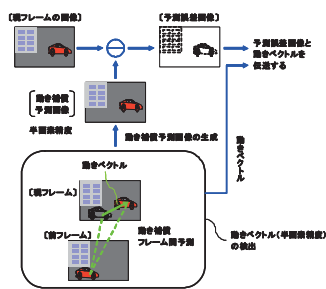 〔現フレームの画像〕
〔予測誤差画像〕
予測誤差画像と
動きベクトルを
伝送する
動き補償
予測画像
半画素精度
動き補償予測画像の生成
動きベクトル
動きベクトル
〔現フレーム〕
動き補償
フレーム間予測
〔前フレーム〕
動きベクトル(半画素精度)
の検出